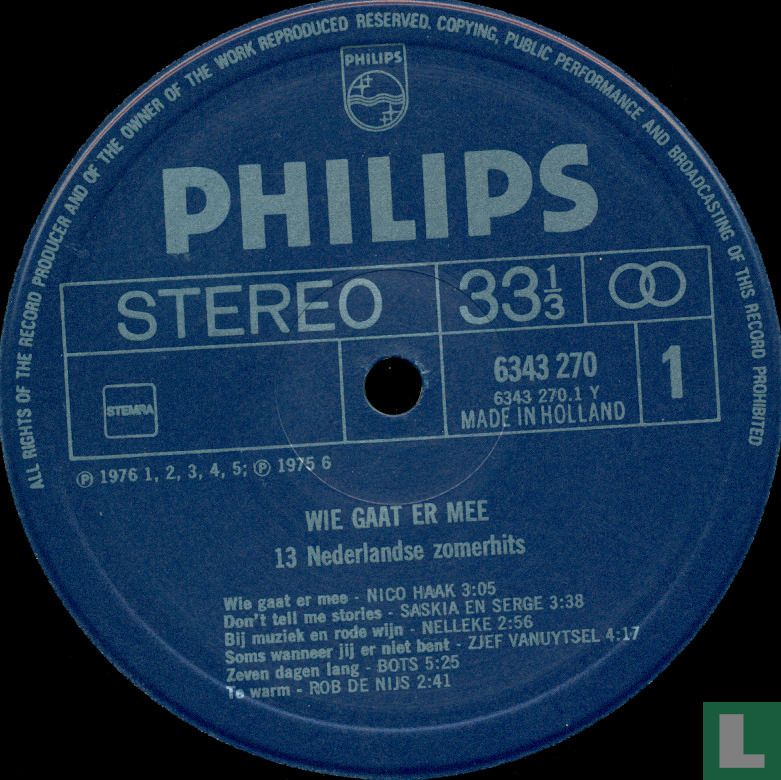 ALL RIGHTS OF THE RECORD PRODUCER AND OF THE OWNER OF THE WORK REPRODUCED RESERVED. COPYING, PUBLIC PERFORMANCE AND BROADCASTING OF THIS RECORD PROHIBITED
PHILIPS
PHILIPS
STEREO 33⅓
STEMRA
6343 270
6343 270.1 Y
MADE IN HOLLAND
1
℗ 1976 1, 2, 3, 4, 5; ℗ 1975 6
WIE GAAT ER MEE
13 Nederlandse zomerhits
Wie gaat er mee - NICO HAAK 3:05
Don't tell me stories - SASKIA EN SERGE 3:38
Bij muziek en rode wijn - NELLEKE 2:56
Soms wanneer jij er niet bent - ZJEF VANUYTSEL 4:17
Zeven dagen lang - BOTS 5:25
Te warm - ROB DE NIJS 2:41
L